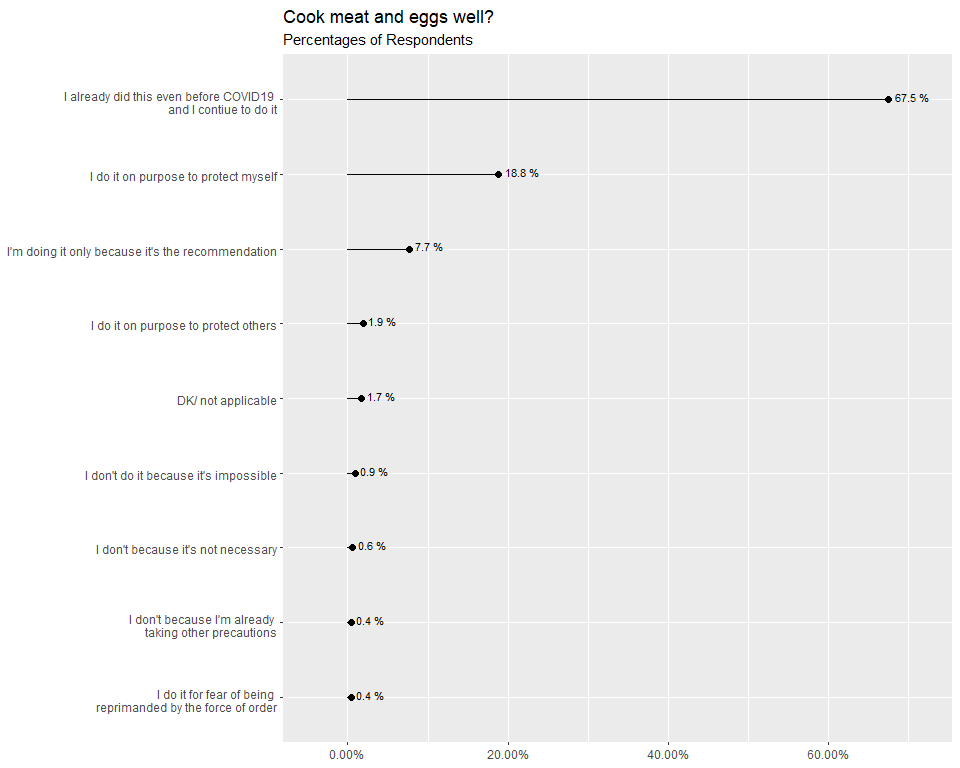 Cook meat and eggs well?
Percentages of Respondents
I already did this even before COVID19
and I contiue to do it
67.5 %
I do it on purpose to protect myself
18.8 %
I'm doing it only because it's the recommendation
7.7 %
I do it on purpose to protect others
1.9 %
DK/ not applicable
1.7 %
I don't do it because it's impossible
0.9 %
I don't because it's not necessary
0.6 %
I don't because I'm already
taking other precautions
0.4 %
I do it for fear of being
reprimanded by the force of order
0.4 %
0.00%
20.00%
40.00%
60.00%